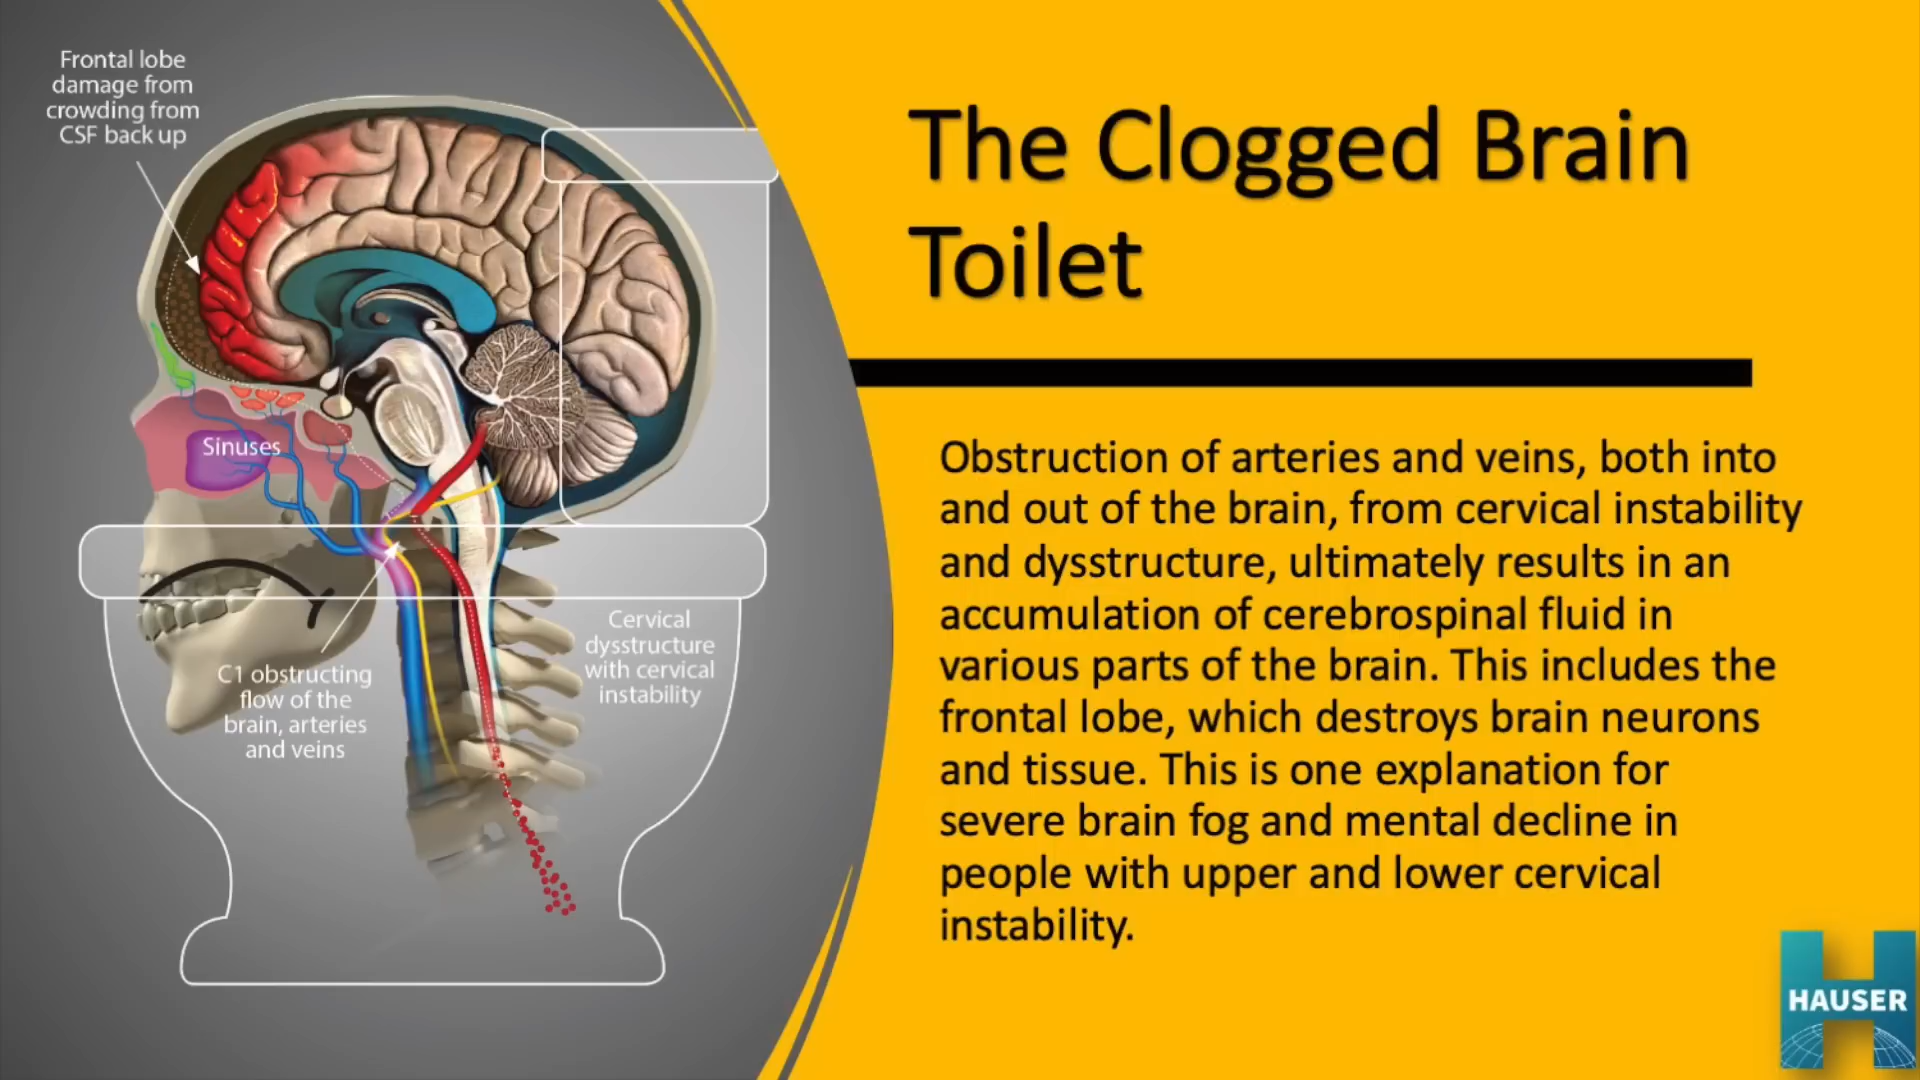 Frontal lobe
damage from
crowding from
CSF back up
Sinuses
C1 obstructing
flow of the
brain, arteries
and veins
Cervical
dysstructure
with cervical
instability
The Clogged Brain
Toilet
Obstruction of arteries and veins, both into
and out of the brain, from cervical instability
and dysstructure, ultimately results in an
accumulation of cerebrospinal fluid in
various parts of the brain. This includes the
frontal lobe, which destroys brain neurons
and tissue. This is one explanation for
severe brain fog and mental decline in
people with upper and lower cervical
instability.
HAUSER